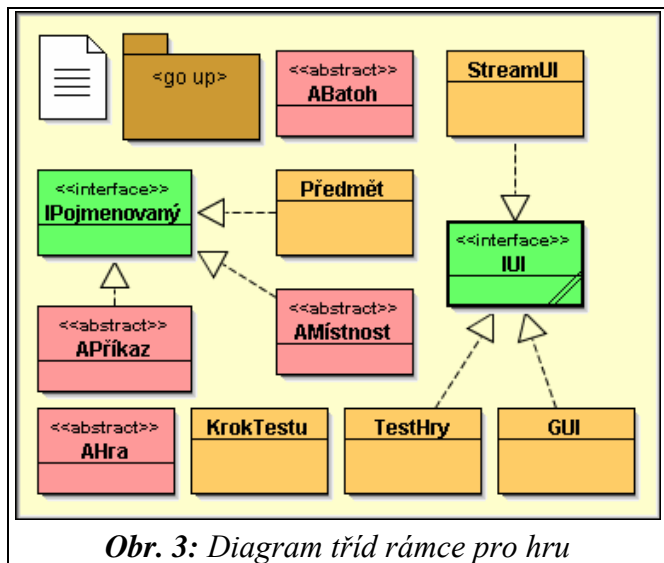 <go up>
<<abstract>>
ABatoh
StreamUI
<<interface>>
IPojmenovaný
Předmět
<<interface>>
IUI
<<abstract>>
APříkaz
<<abstract>>
AMístnost
<<abstract>>
AHra
KrokTestu
TestHry
GUI
Obr. 3: Diagram tříd rámce pro hru